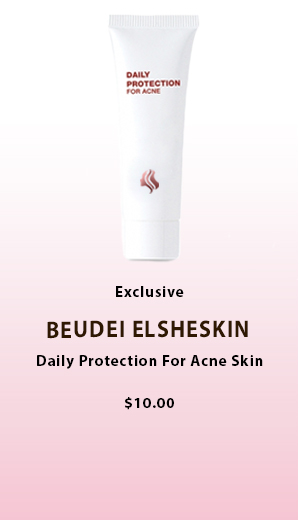 DAILY
PROTECTION
FOR ACNE
Exclusive
BEUDEI ELSHESKIN
Daily Protection For Acne Skin
$10.00